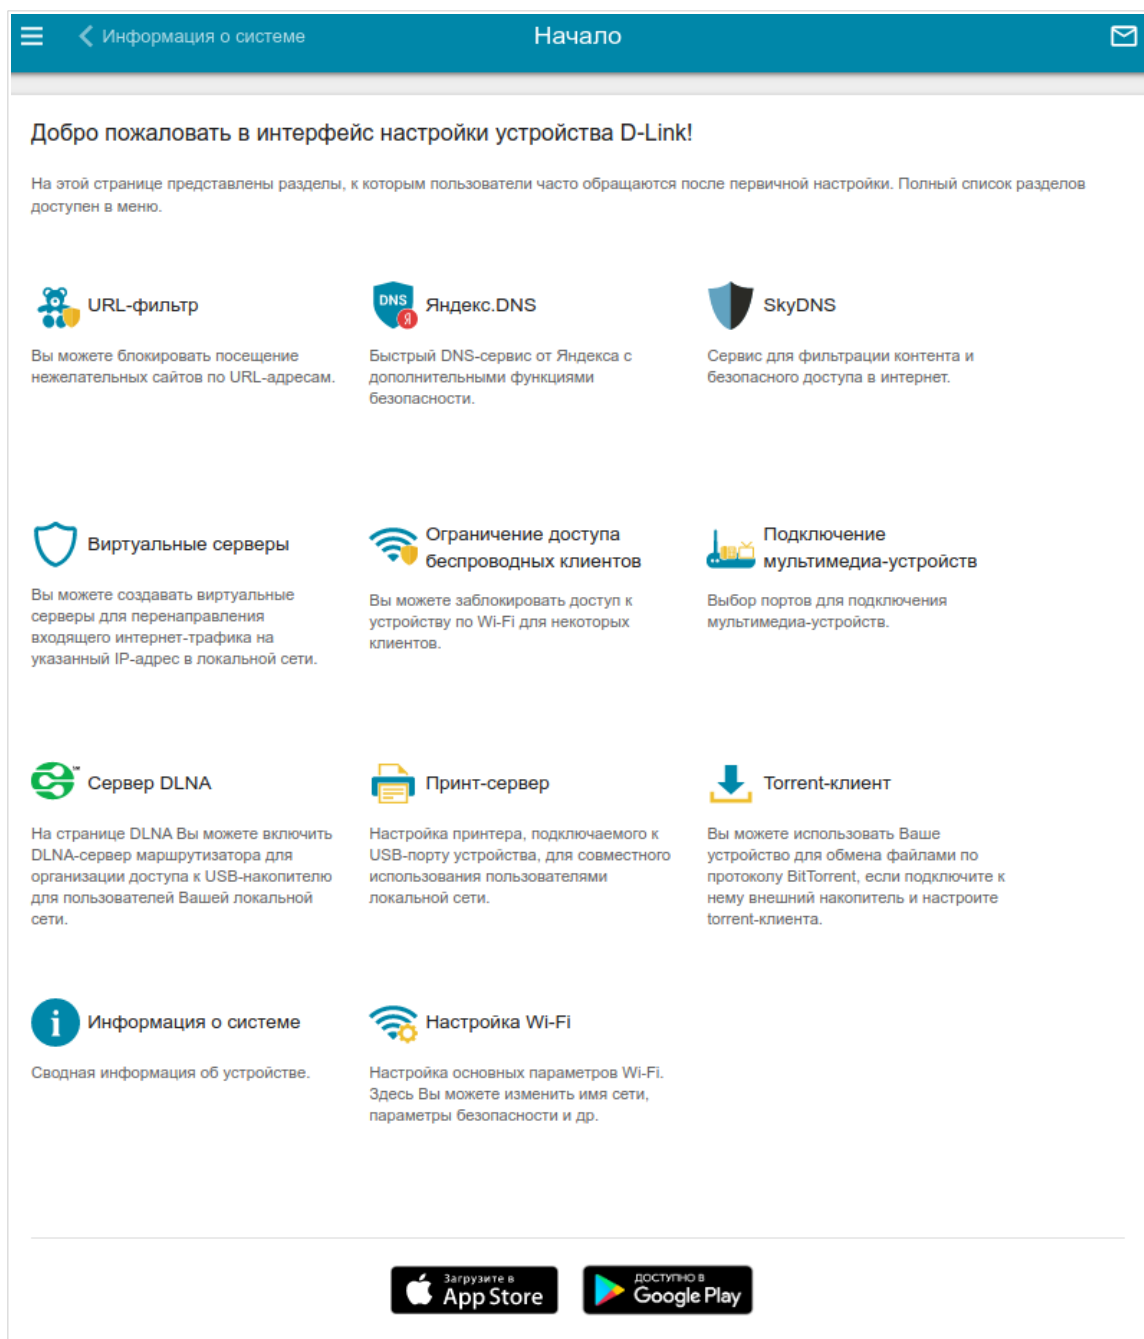 Информация о системе
Начало
Добро пожаловать в интерфейс настройки устройства D-Link!
На этой странице представлены разделы, к которым пользователи часто обращаются после первичной настройки. Полный список разделов
доступен в меню.
URL-фильтр
Вы можете блокировать посещение
нежелательных сайтов по URL-адресам.
DNS
Я
Яндекс.DNS
Быстрый DNS-сервис от Яндекса с
дополнительными функциями
безопасности.
SkyDNS
Сервис для фильтрации контента и
безопасного доступа в интернет.
Виртуальные серверы
Вы можете создавать виртуальные
серверы для перенаправления
входящего интернет-трафика на
указанный IP-адрес в локальной сети.
Ограничение доступа
беспроводных клиентов
Вы можете заблокировать доступ к
устройству по Wi-Fi для некоторых
клиентов.
Подключение
мультимедиа-устройств
Выбор портов для подключения
мультимедиа-устройств.
Сервер DLNA
На странице DLNA Вы можете включить
DLNA-сервер маршрутизатора для
организации доступа к USB-накопителю
для пользователей Вашей локальной
сети.
Принт-сервер
Настройка принтера, подключаемого к
USB-порту устройства, для совместного
использования пользователями
локальной сети.
Torrent-клиент
Вы можете использовать Ваше
устройство для обмена файлами по
протоколу BitTorrent, если подключите к
нему внешний накопитель и настроите
torrent-клиента.
i
Информация о системе
Сводная информация об устройстве.
Настройка Wi-Fi
Настройка основных параметров Wi-Fi.
Здесь Вы можете изменить имя сети,
параметры безопасности и др.
Загрузите в
App Store
ДОСТУПНО В
Google Play